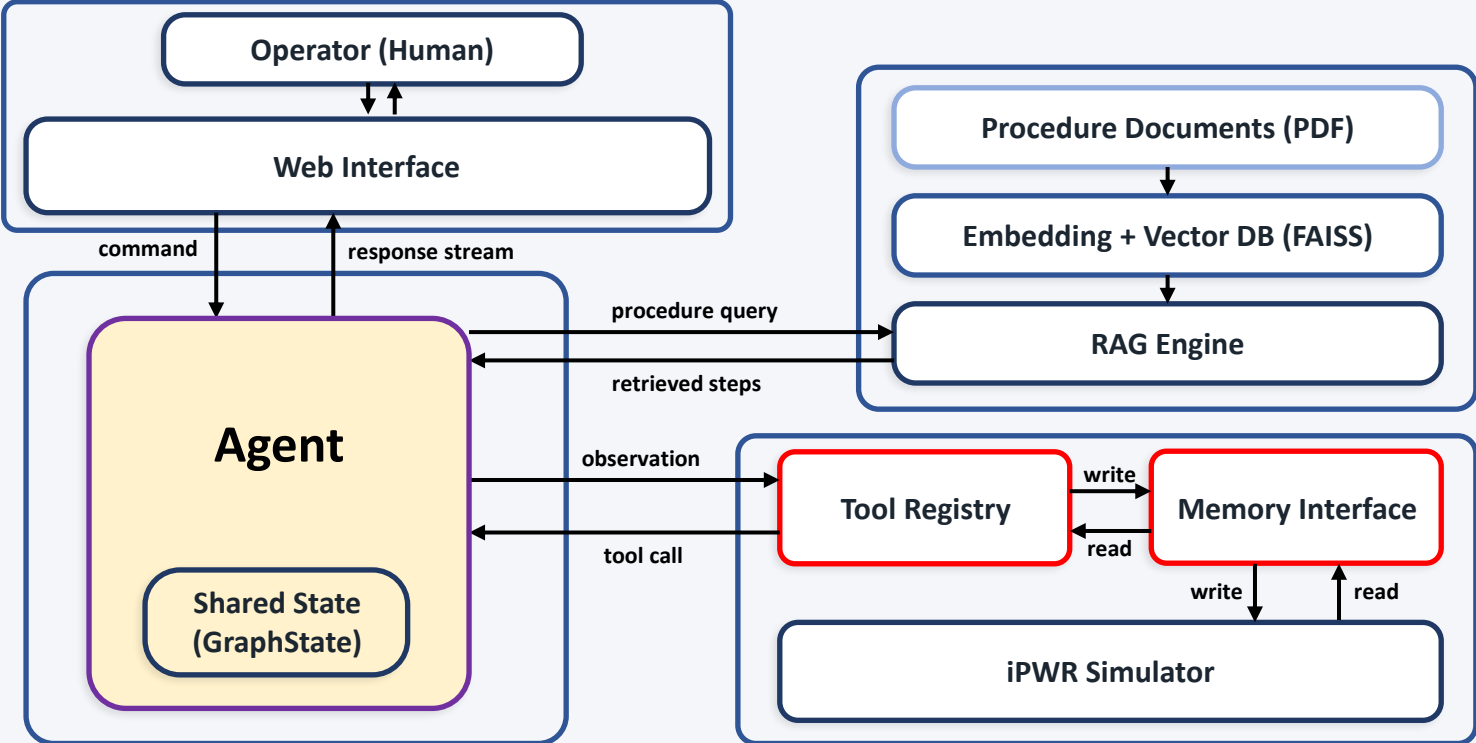 Operator (Human)
Web Interface
command
response stream
Agent
Shared State
(GraphState)
procedure query
retrieved steps
observation
tool call
Procedure Documents (PDF)
Embedding + Vector DB (FAISS)
RAG Engine
Tool Registry
write
read
Memory Interface
write
read
iPWR Simulator